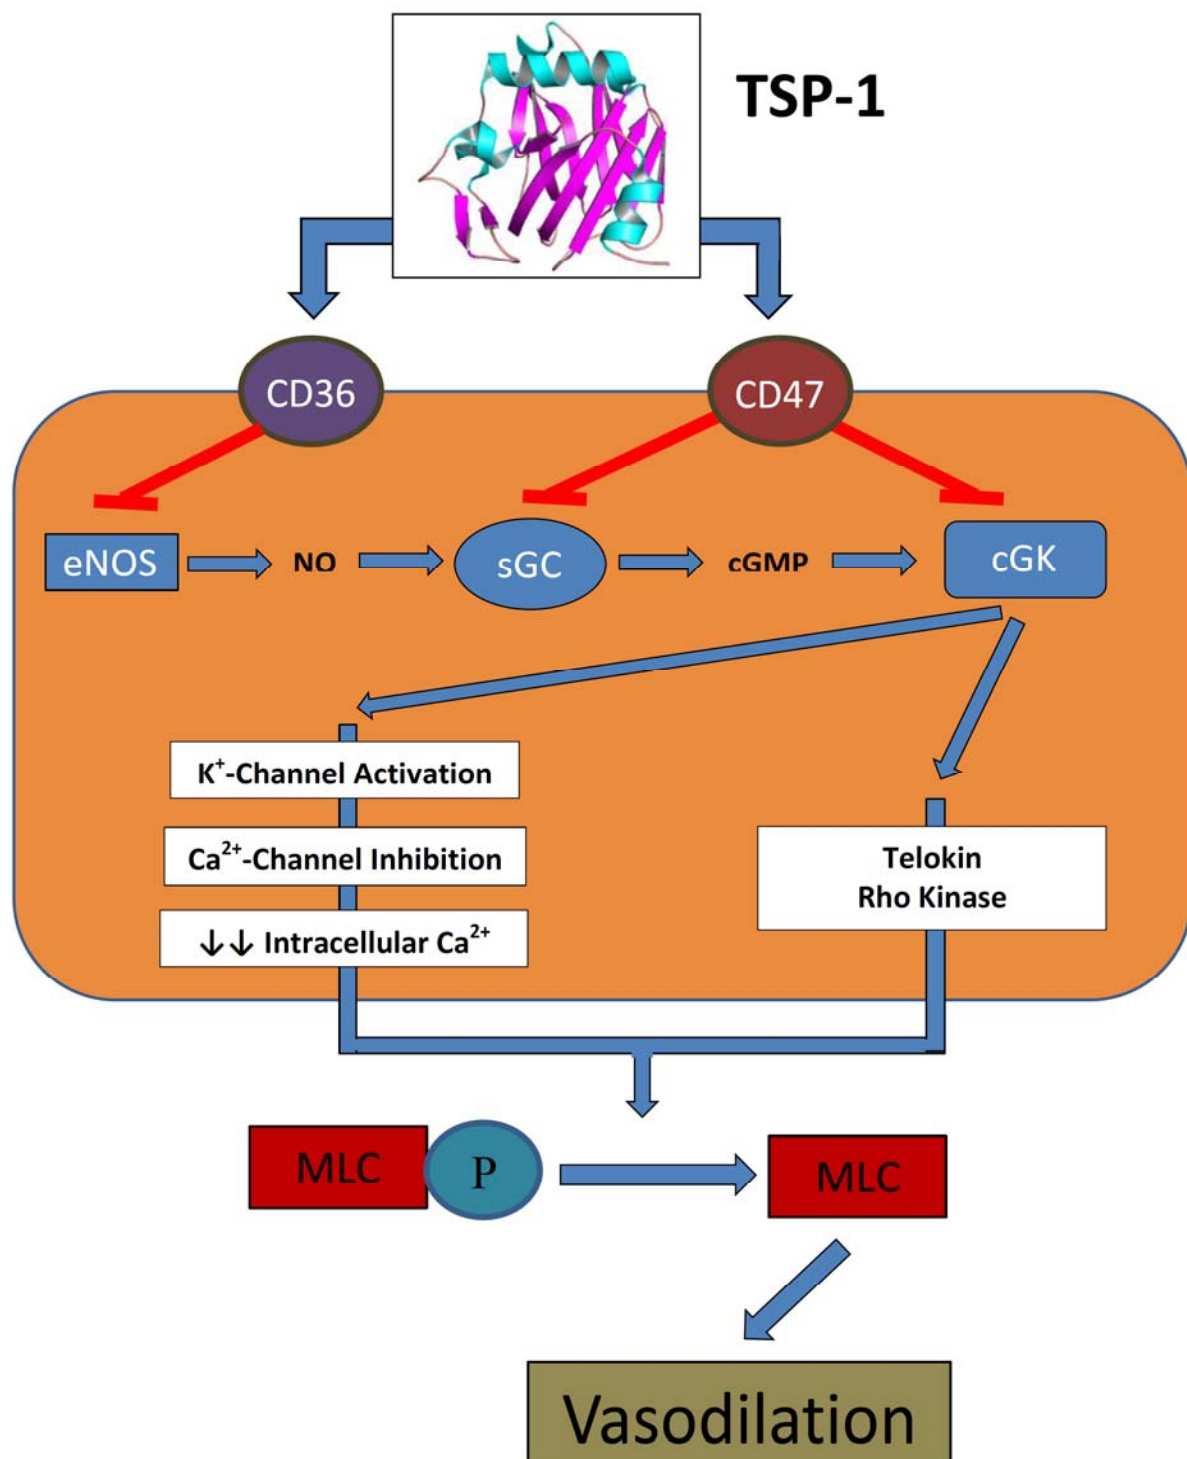 TSP-1
CD36
CD47
eNOS
NO
sGC
cGMP
cGK
K⁺-Channel Activation
Ca²⁺-Channel Inhibition
↓↓ Intracellular Ca²⁺
Telokin
Rho Kinase
MLC
P
MLC
Vasodilation